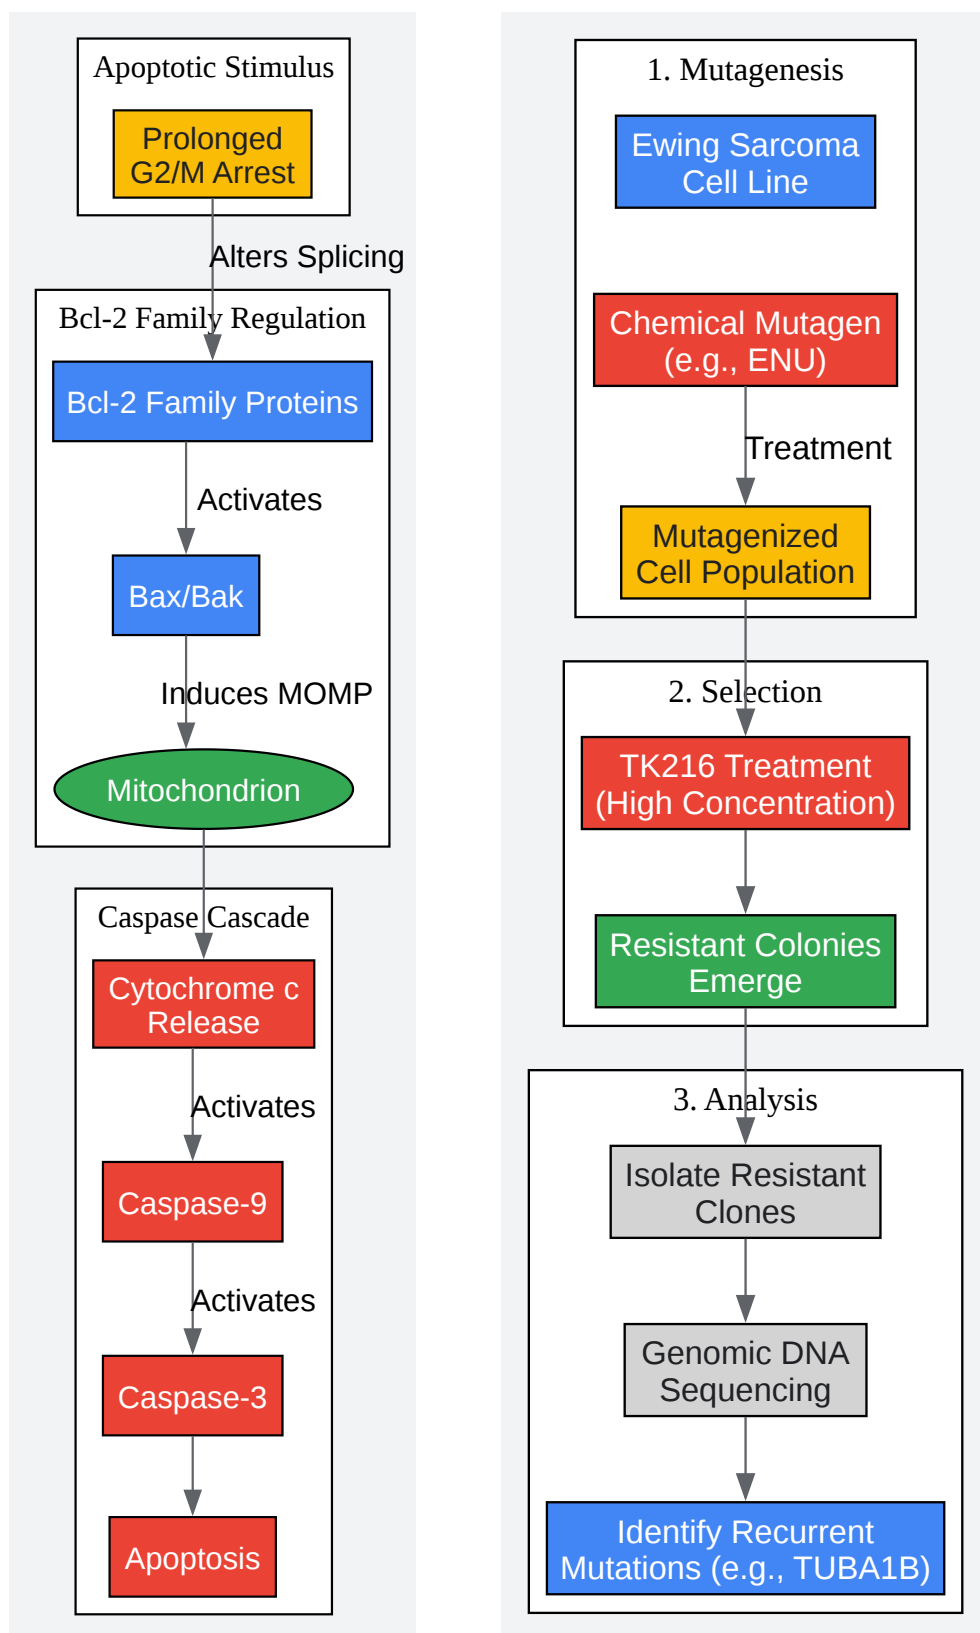 Apoptotic Stimulus
Prolonged
G2/M Arrest
Alters Splicing
Bcl-2 Family Regulation
Bcl-2 Family Proteins
Activates
Bax/Bak
Induces MOMP
Mitochondrion
Caspase Cascade
Cytochrome c
Release
Activates
Caspase-9
Activates
Caspase-3
Apoptosis
1. Mutagenesis
Ewing Sarcoma
Cell Line
Chemical Mutagen
(e.g., ENU)
Treatment
Mutagenized
Cell Population
2. Selection
TK216 Treatment
(High Concentration)
Resistant Colonies
Emerge
3. Analysis
Isolate Resistant
Clones
Genomic DNA
Sequencing
Identify Recurrent
Mutations (e.g., TUBA1B)